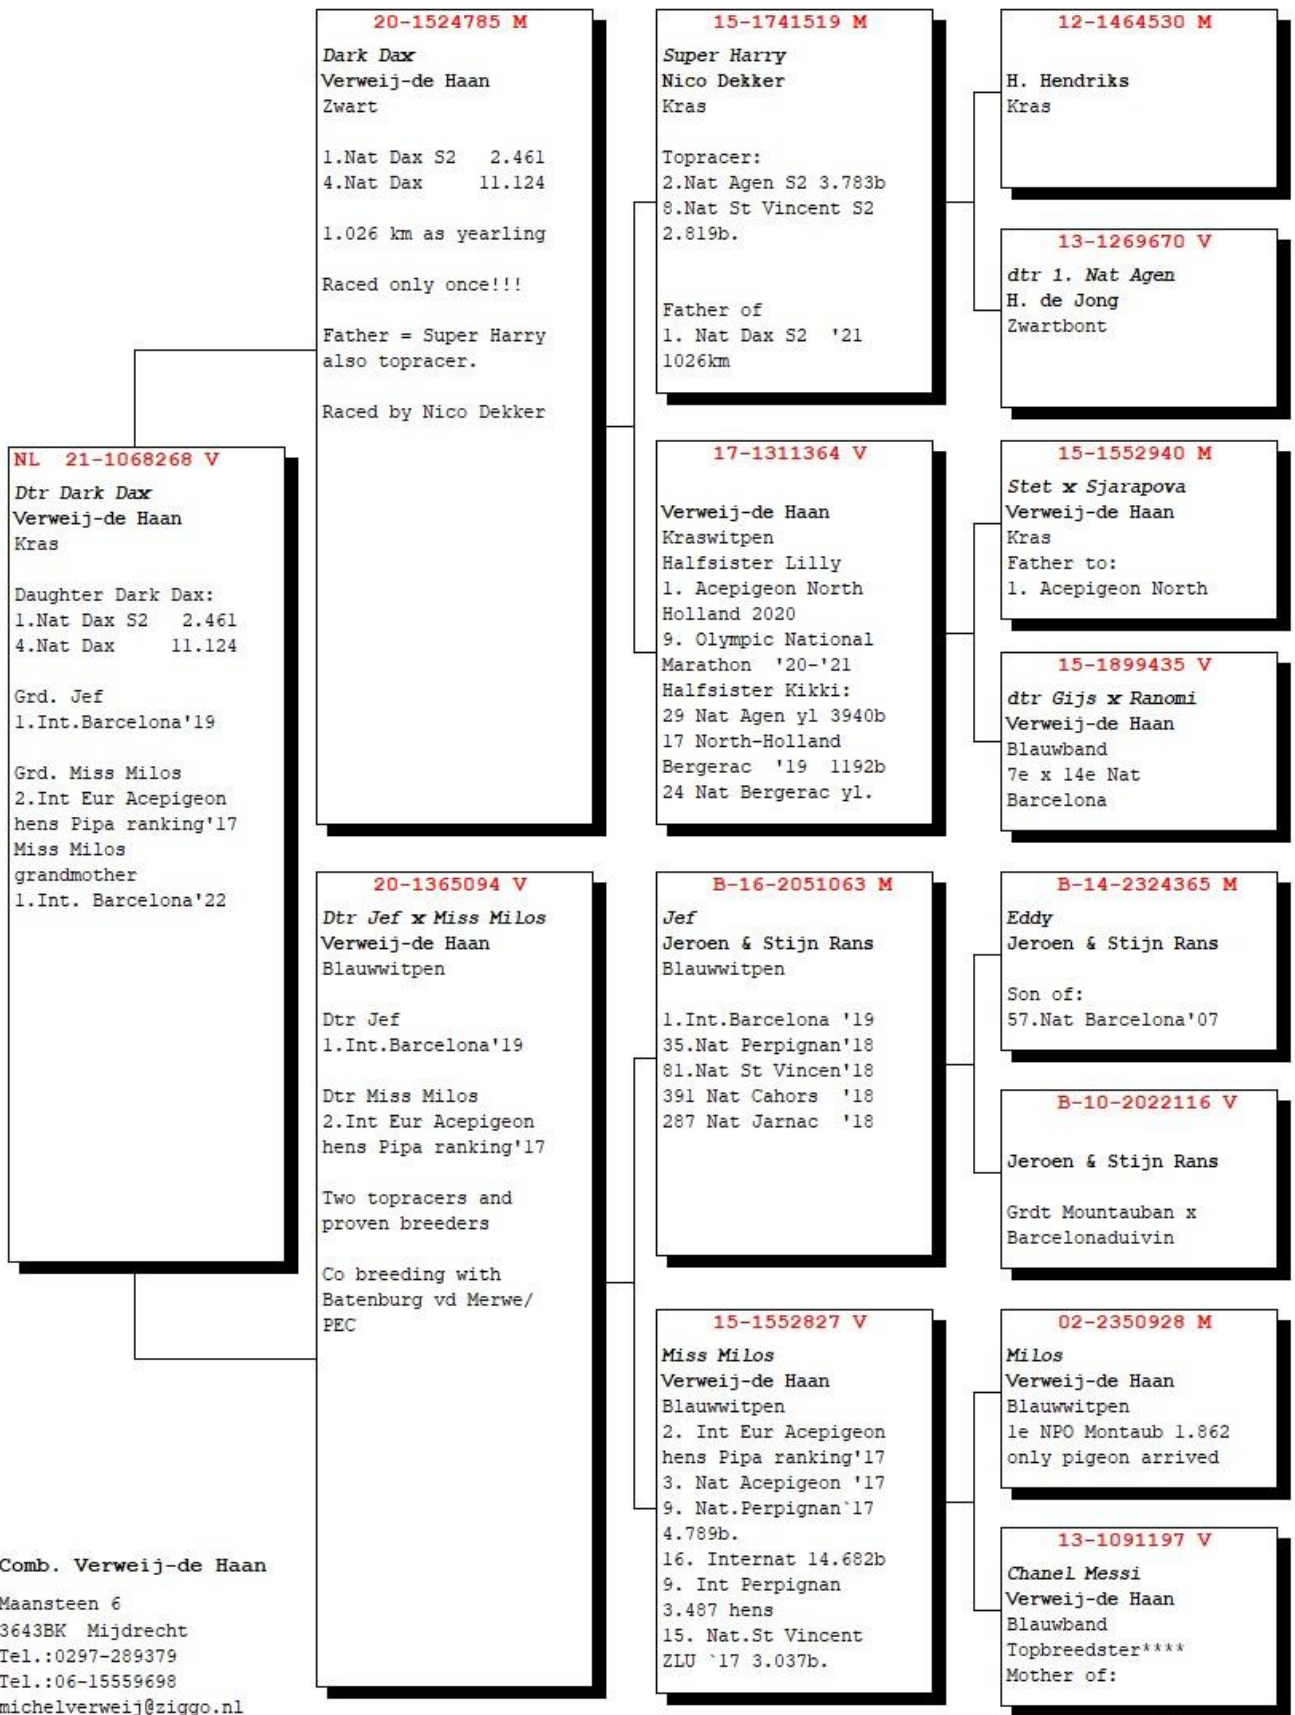 NL  21-1068268 V
Dtr Dark Dax
Verweij-de Haan
Kras
Daughter Dark Dax:
1.Nat Dax S2   2.461
4.Nat Dax     11.124
Grd. Jef
1.Int.Barcelona'19
Grd. Miss Milos
2.Int Eur Acepigeon
hens Pipa ranking'17
Miss Milos
grandmother
1.Int. Barcelona'22
20-1524785 M
Dark Dax
Verweij-de Haan
Zwart
1.Nat Dax S2   2.461
4.Nat Dax     11.124
1.026 km as yearling
Raced only once!!!
Father = Super Harry
also topracer.
Raced by Nico Dekker
20-1365094 V
Dtr Jef x Miss Milos
Verweij-de Haan
Blauwwitpen
Dtr Jef
1.Int.Barcelona'19
Dtr Miss Milos
2.Int Eur Acepigeon
hens Pipa ranking'17
Two topracers and
proven breeders
Co breeding with
Batenburg vd Merwe/
PEC
15-1741519 M
Super Harry
Nico Dekker
Kras
Topracer:
2.Nat Agen S2 3.783b
8.Nat St Vincent S2
2.819b.
Father of
1. Nat Dax S2  '21
1026km
17-1311364 V
Verweij-de Haan
Kraswitpen
Halfsister Lilly
1. Acepigeon North
Holland 2020
9. Olympic National
Marathon  '20-'21
Halfsister Kikki:
29 Nat Agen yl 3940b
17 North-Holland
Bergerac  '19  1192b
24 Nat Bergerac yl.
B-16-2051063 M
Jef
Jeroen & Stijn Rans
Blauwwitpen
1.Int.Barcelona '19
35.Nat Perpignan'18
81.Nat St Vincen'18
391 Nat Cahors  '18
287 Nat Jarnac  '18
15-1552827 V
Miss Milos
Verweij-de Haan
Blauwwitpen
2. Int Eur Acepigeon
hens Pipa ranking'17
3. Nat Acepigeon '17
9. Nat.Perpignan`17
4.789b.
16. Internat 14.682b
9. Int Perpignan
3.487 hens
15. Nat.St Vincent
ZLU `17 3.037b.
12-1464530 M
H. Hendriks
Kras
13-1269670 V
dtr 1. Nat Agen
H. de Jong
Zwartbont
15-1552940 M
Stet x Sjarapova
Verweij-de Haan
Kras
Father to:
1. Acepigeon North
15-1899435 V
dtr Gijs x Ranomi
Verweij-de Haan
Blauwband
7e x 14e Nat
Barcelona
B-14-2324365 M
Eddy
Jeroen & Stijn Rans
Son of:
57.Nat Barcelona'07
B-10-2022116 V
Jeroen & Stijn Rans
Grdt Mountauban x
Barcelonaduivin
02-2350928 M
Milos
Verweij-de Haan
Blauwwitpen
1e NPO Montaub 1.862
only pigeon arrived
13-1091197 V
Chanel Messi
Verweij-de Haan
Blauwband
Topbreedster****
Mother of:
Comb. Verweij-de Haan
Maansteen 6
3643BK  Mijdrecht
Tel.:0297-289379
Tel.:06-15559698
michelverweij@ziggo.nl